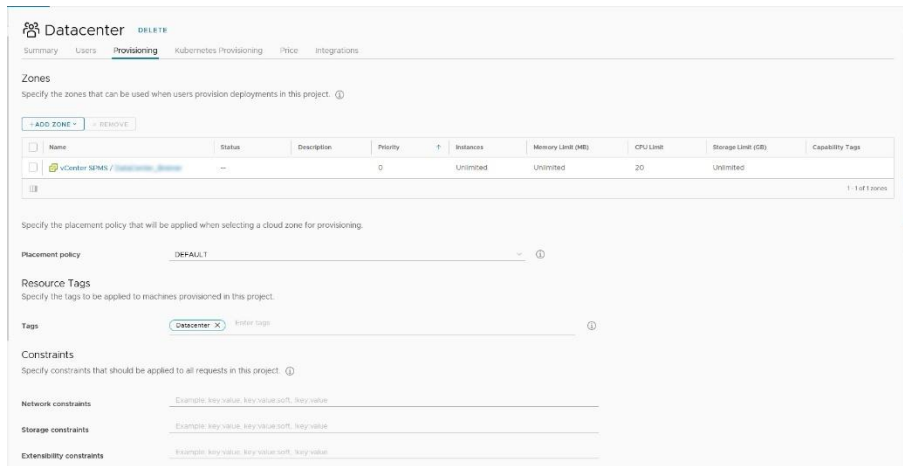 Datacenter DELETE
Summary Users Provisioning Kubernetes Provisioning Price Integrations
Zones
Specify the zones that can be used when users provision deployments in this project.
+ ADD ZONE
× REMOVE
Name Status Description Priority ↑ Instances Memory Limit (MB) CPU Limit Storage Limit (GB) Capability Tags
vCenter SPMS / -- 0 Unlimited Unlimited 20 Unlimited
1 - 1 of 1 zones
Specify the placement policy that will be applied when selecting a cloud zone for provisioning.
Placement policy DEFAULT
Resource Tags
Specify the tags to be applied to machines provisioned in this project.
Tags Datacenter X Enter tags
Constraints
Specify constraints that should be applied to all requests in this project.
Network constraints Example: key:value, key:value:soft, !key:value
Storage constraints Example: key:value, key:value:soft, !key:value
Extensibility constraints Example: key:value, key:value:soft, !key:value